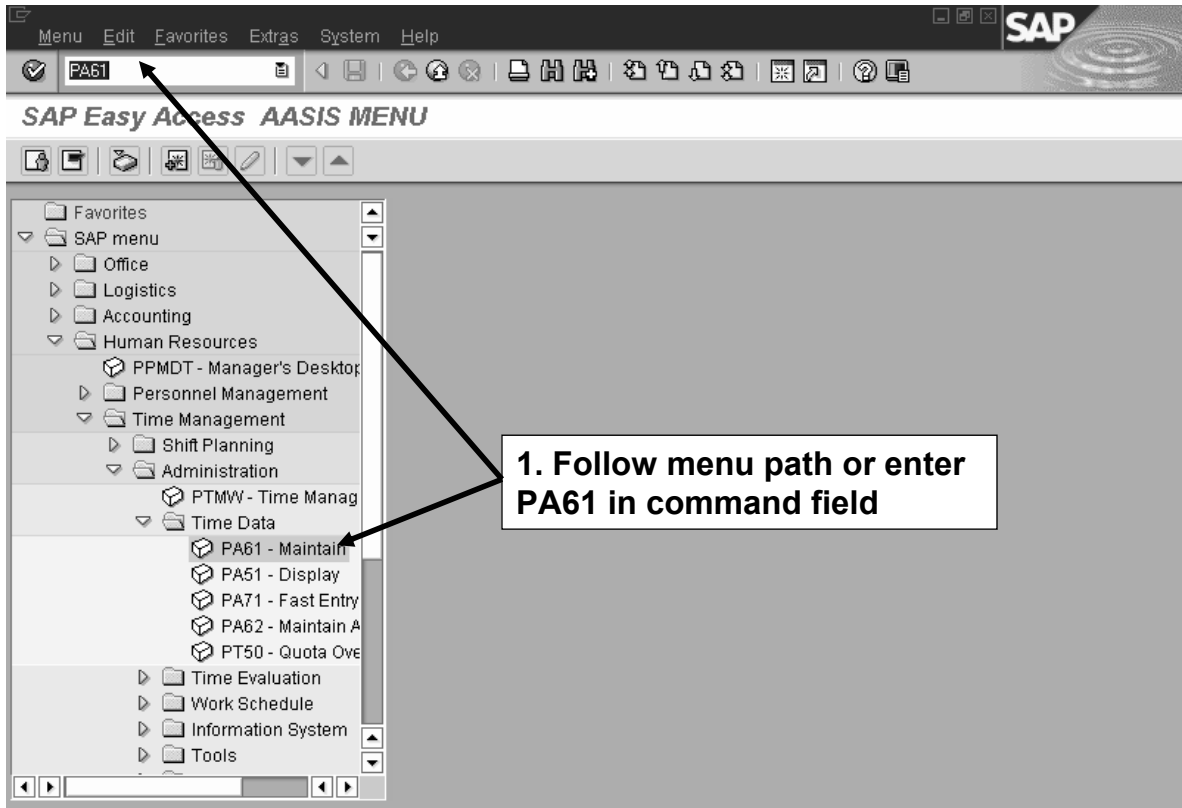 Menu Edit Favorites Extras System Help
SAP
PA61
SAP Easy Access AASIS MENU
Favorites
SAP menu
Office
Logistics
Accounting
Human Resources
PPMDT - Manager's Desktop
Personnel Management
Time Management
Shift Planning
Administration
PTMW - Time Manag
Time Data
PA61 - Maintain
PA51 - Display
PA71 - Fast Entry
PA62 - Maintain A
PT50 - Quota Ove
Time Evaluation
Work Schedule
Information System
Tools
1. Follow menu path or enter
PA61 in command field